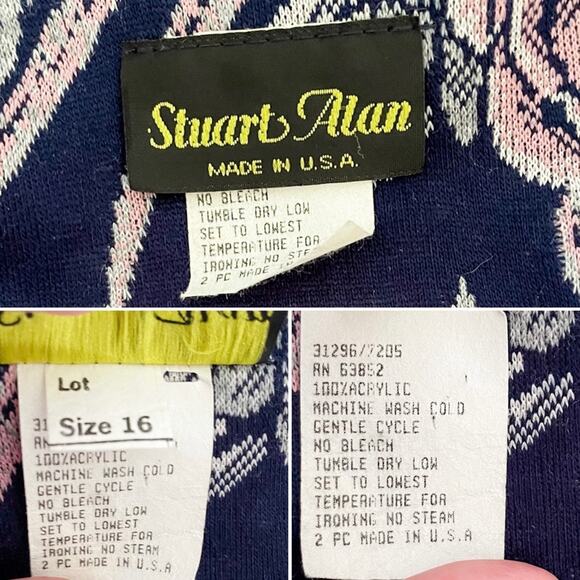 Stuart Alan
MADE IN U.S.A.
NO BLEACH
TUMBLE DRY LOW
SET TO LOWEST
TEMPERATURE FOR
IRONING NO STEAM
2 PC MADE IN
Lot
Size 16
31
RN
100%ACRYLIC
MACHINE WASH COLD
GENTLE CYCLE
NO BLEACH
TUMBLE DRY LOW
SET TO LOWEST
TEMPERATURE FOR
IRONING NO STEAM
2 PC MADE IN U.S.A
31296/7205
RN 63852
100%ACRYLIC
MACHINE WASH COLD
GENTLE CYCLE
NO BLEACH
TUMBLE DRY LOW
SET TO LOWEST
TEMPERATURE FOR
IRONING NO STEAM
2 PC MADE IN U.S.A